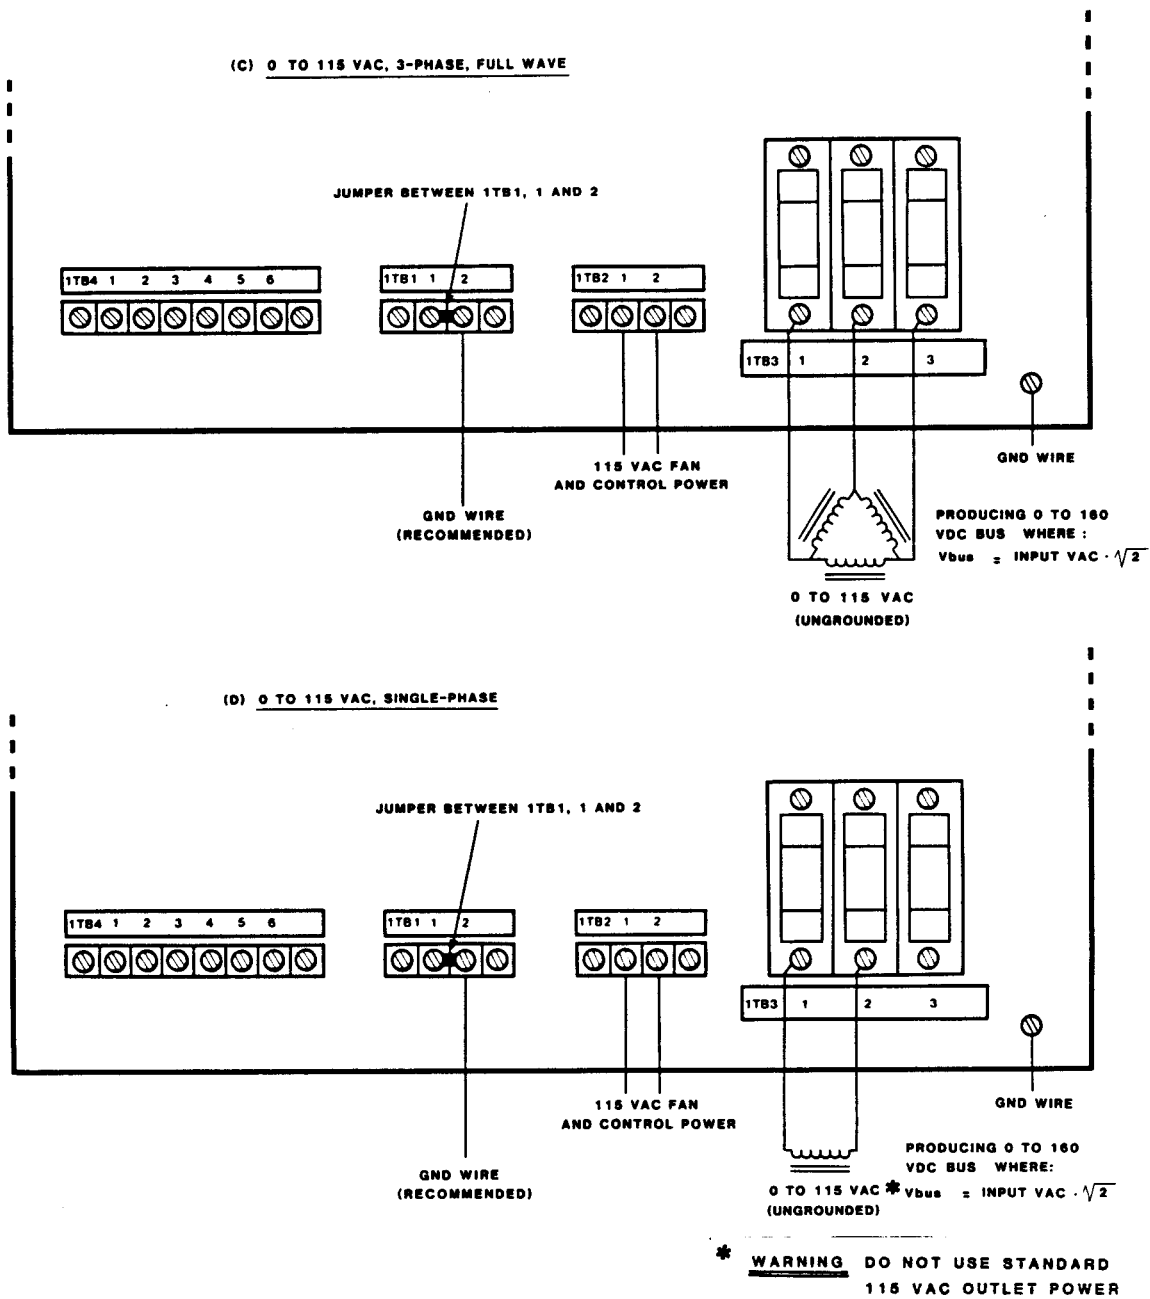 (C) 0 TO 115 VAC, 3-PHASE, FULL WAVE
JUMPER BETWEEN 1TB1, 1 AND 2
1TB4 1 2 3 4 5 6
1TB1 1 2
1TB2 1 2
1TB3 1 2 3
GND WIRE
115 VAC FAN
AND CONTROL POWER
GND WIRE
(RECOMMENDED)
PRODUCING 0 TO 160
VDC BUS WHERE:
Vbus = INPUT VAC · √2
0 TO 115 VAC
(UNGROUNDED)
(D) 0 TO 115 VAC, SINGLE-PHASE
JUMPER BETWEEN 1TB1, 1 AND 2
1TB4 1 2 3 4 5 6
1TB1 1 2
1TB2 1 2
1TB3 1 2 3
GND WIRE
115 VAC FAN
AND CONTROL POWER
GND WIRE
(RECOMMENDED)
PRODUCING 0 TO 160
VDC BUS WHERE:
Vbus = INPUT VAC · √2
0 TO 115 VAC *
(UNGROUNDED)
* WARNING DO NOT USE STANDARD
115 VAC OUTLET POWER